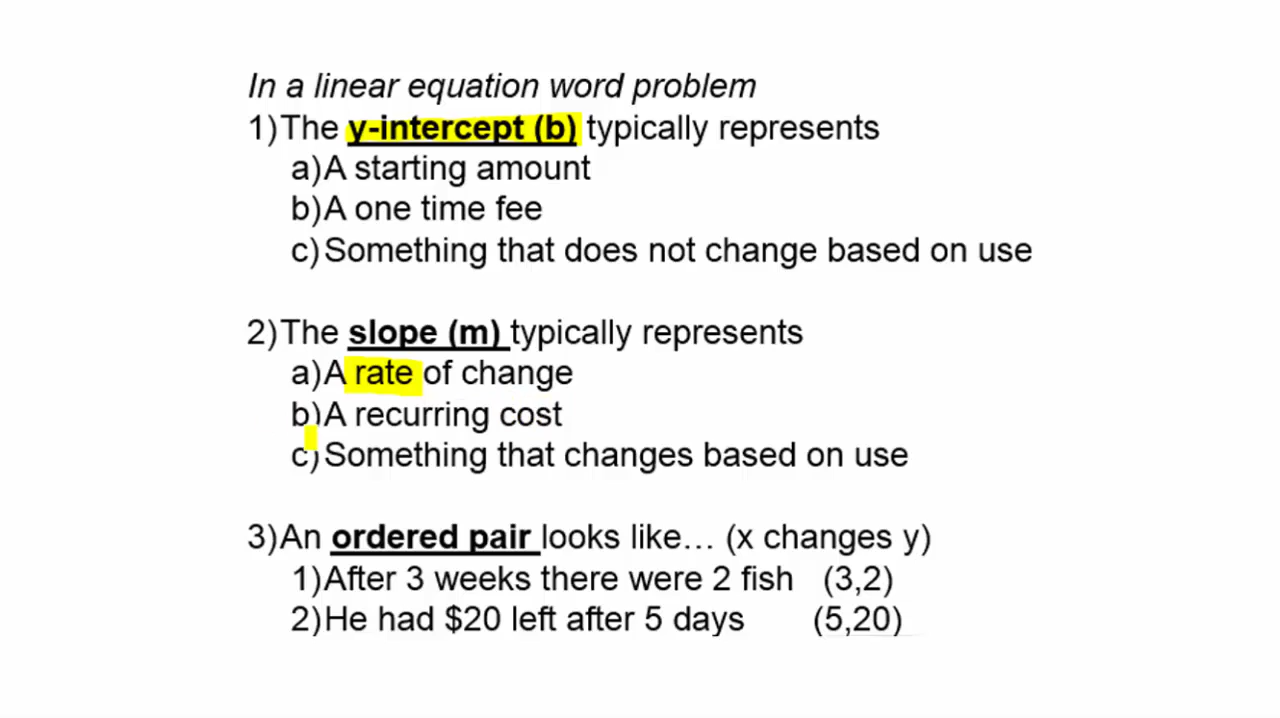 In a linear equation word problem
1)The y-intercept (b) typically represents
a)A starting amount
b)A one time fee
c)Something that does not change based on use
2)The slope (m) typically represents
a)A rate of change
b)A recurring cost
c)Something that changes based on use
3)An ordered pair looks like… (x changes y)
1)After 3 weeks there were 2 fish (3,2)
2)He had $20 left after 5 days (5,20)